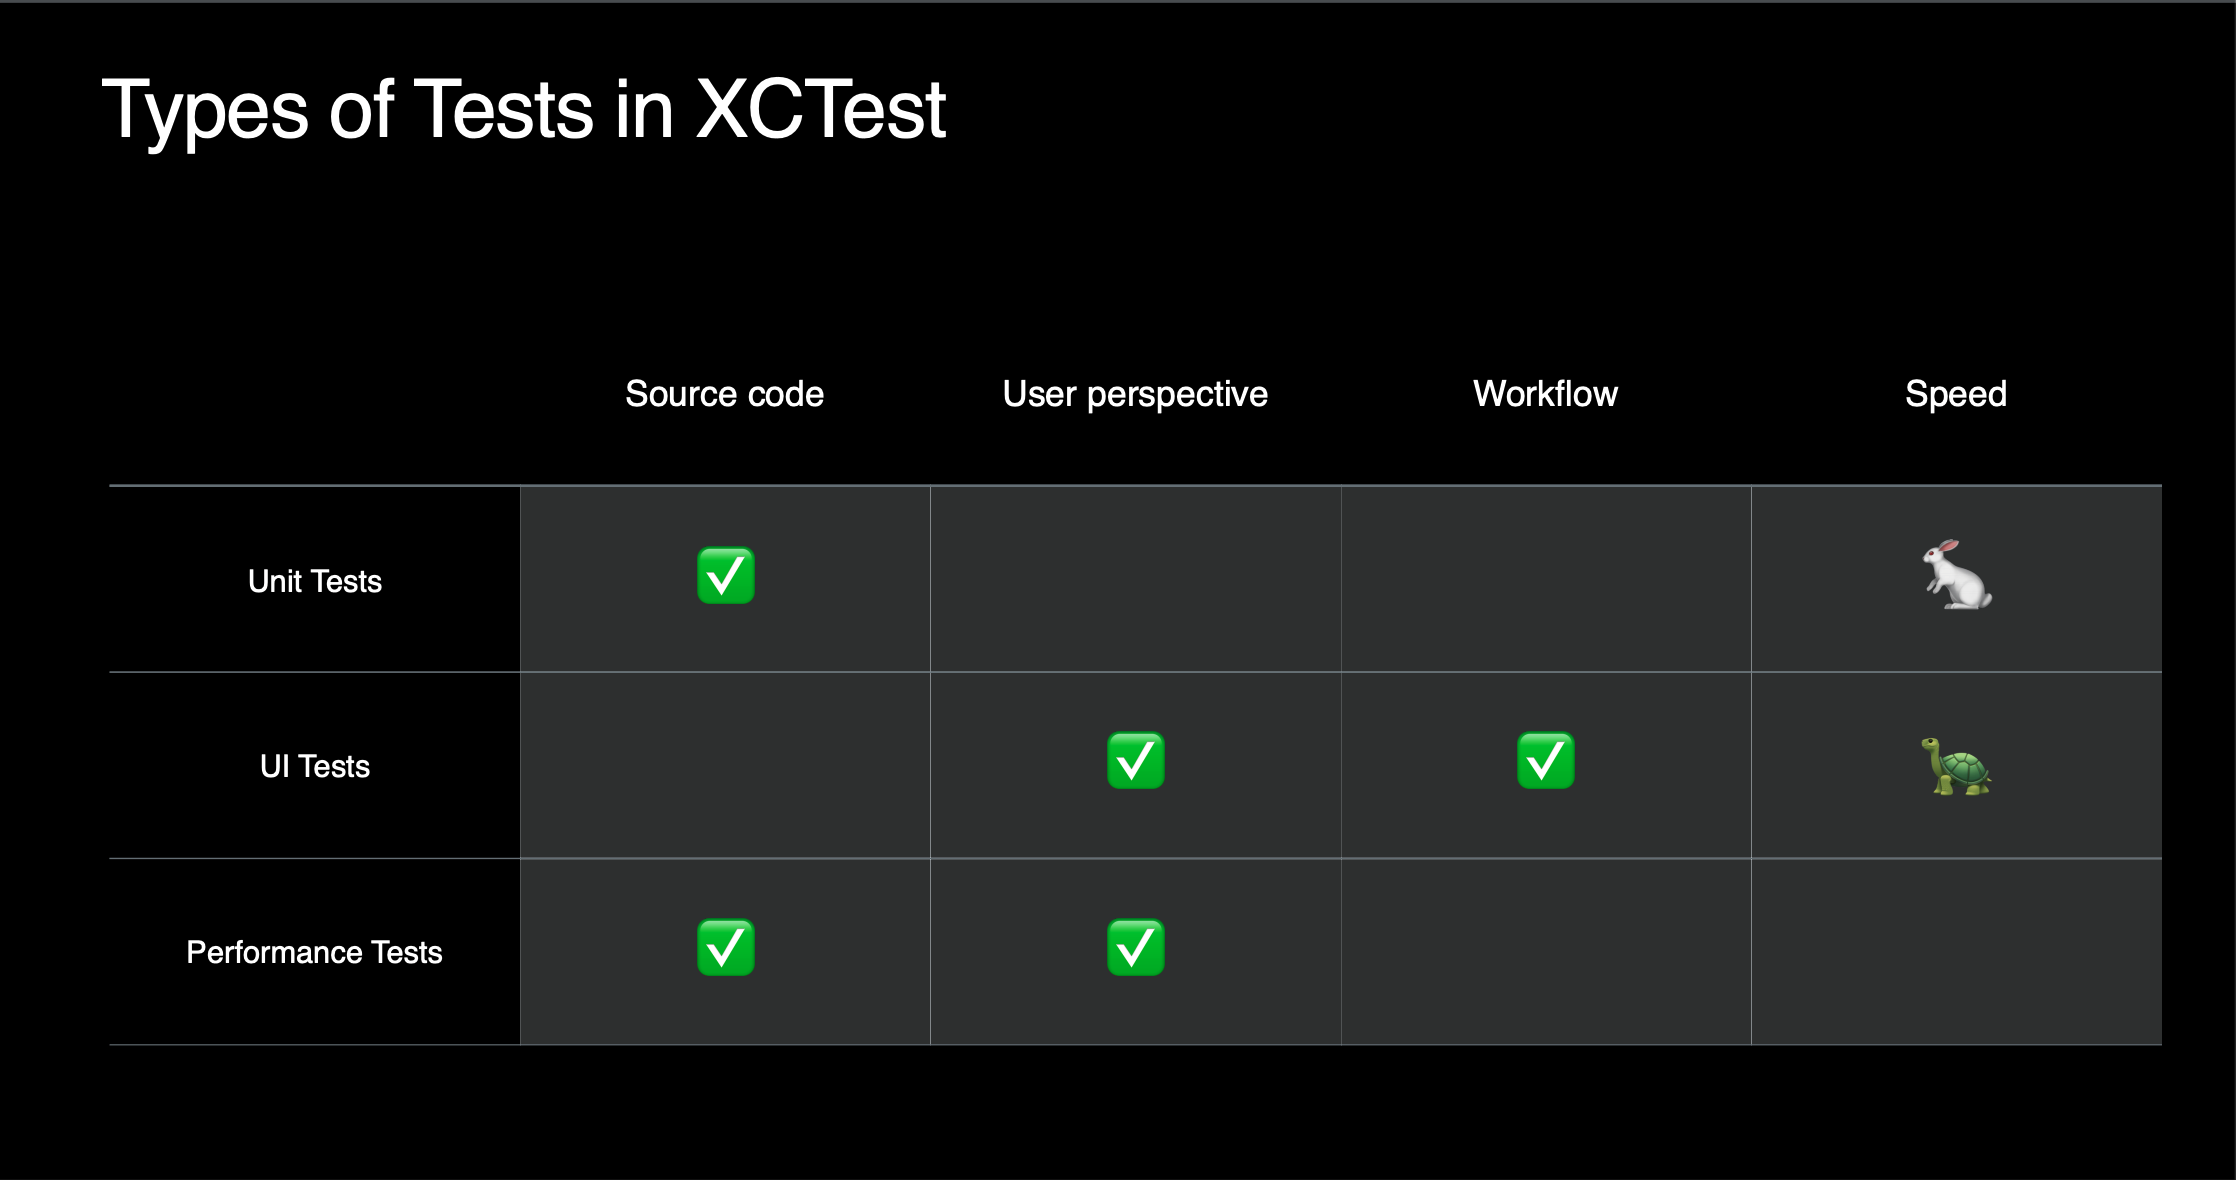 Types of Tests in XCTest
Source code User perspective Workflow Speed
Unit Tests ✅ 🐇
UI Tests ✅ ✅ 🐢
Performance Tests ✅ ✅